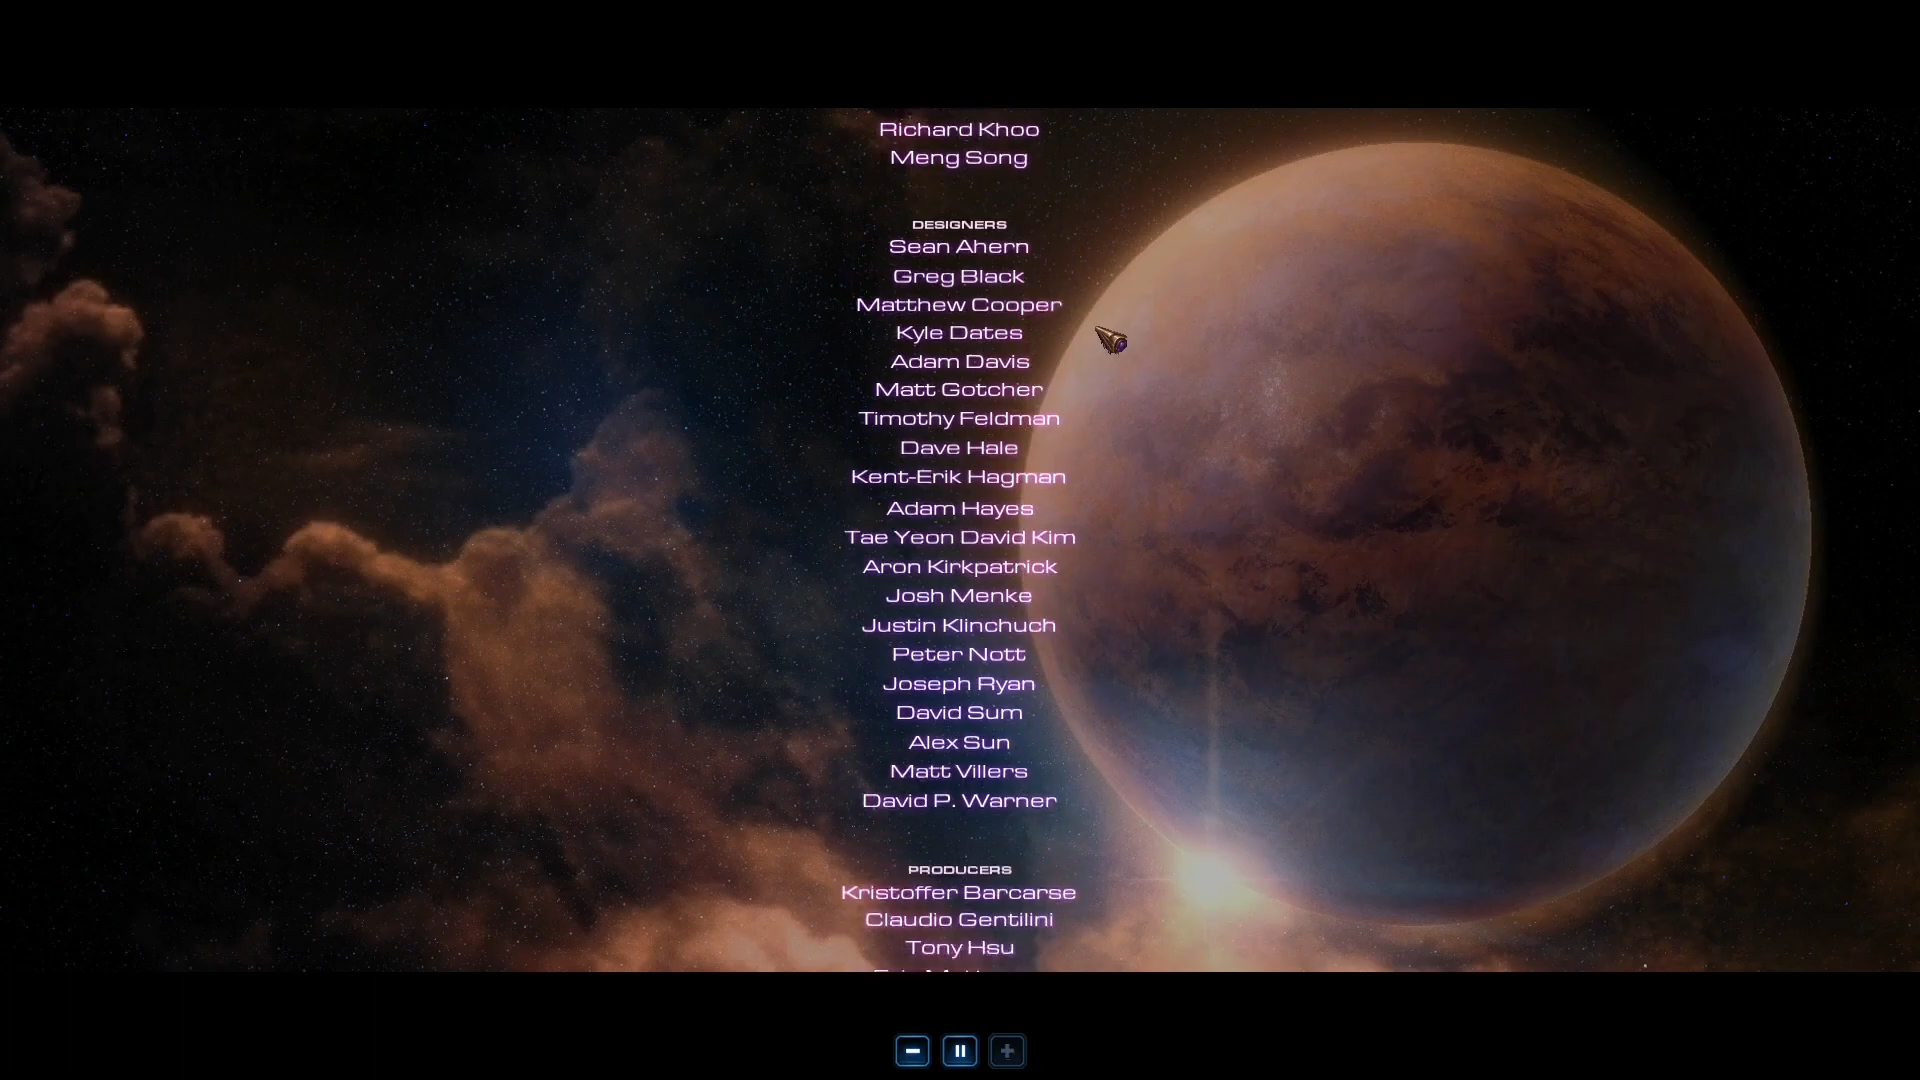 Richard Khoo
Meng Song
DESIGNERS
Sean Ahern
Greg Black
Matthew Cooper
Kyle Dates
Adam Davis
Matt Gotcher
Timothy Feldman
Dave Hale
Kent-Erik Hagman
Adam Hayes
Tae Yeon David Kim
Aron Kirkpatrick
Josh Menke
Justin Klinchuch
Peter Nott
Joseph Ryan
David Sum
Alex Sun
Matt Villers
David P. Warner
PRODUCERS
Kristoffer Barcarse
Claudio Gentilini
Tony Hsu